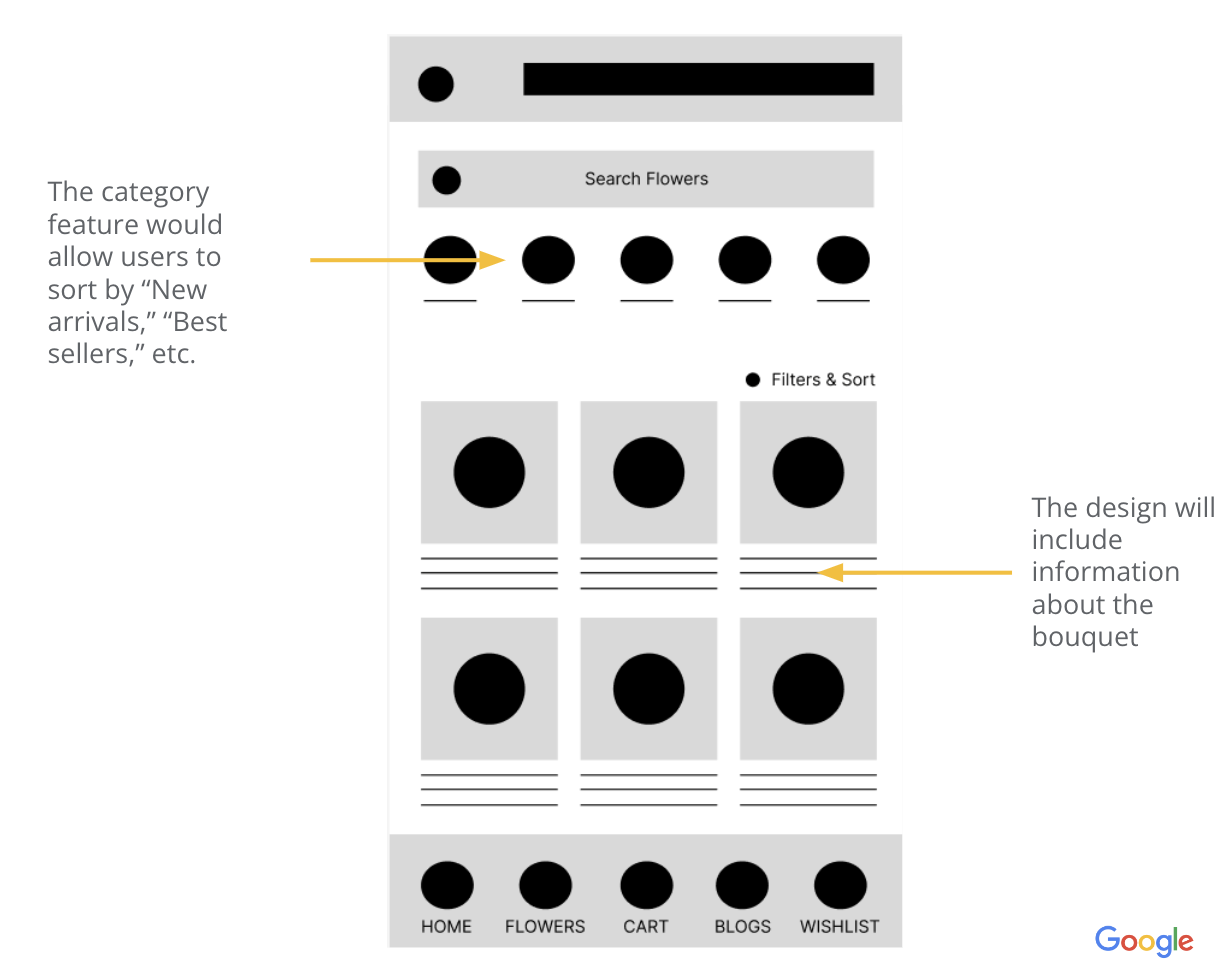 Search Flowers
The category
feature would
allow users to
sort by “New
arrivals,” “Best
sellers,” etc.
Filters & Sort
The design will
include
information
about the
bouquet
HOME FLOWERS CART BLOGS WISHLIST
Google